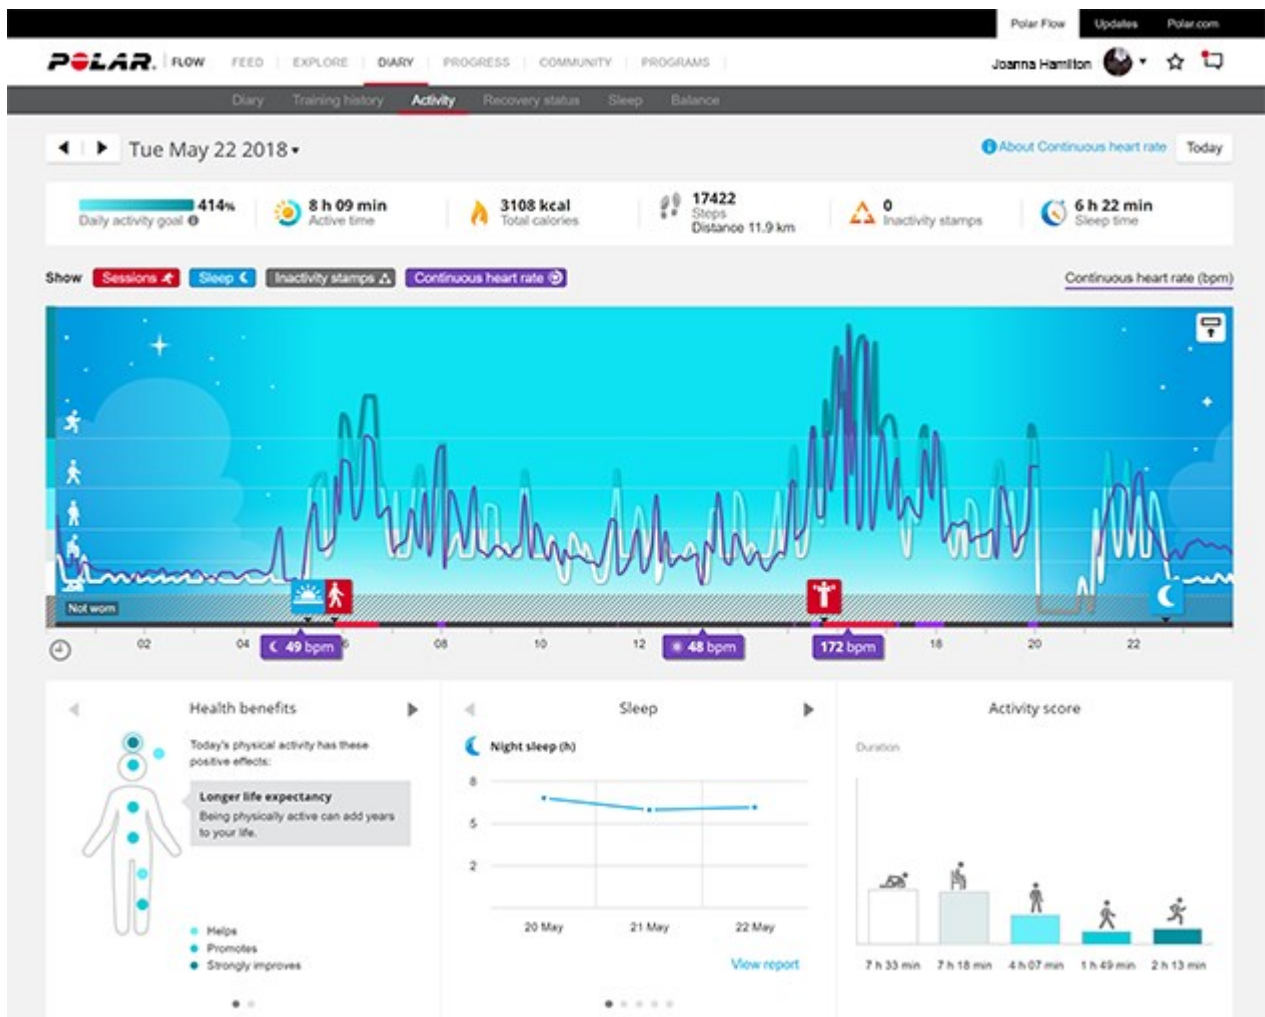 Polar Flow Updates Polar.com
POLAR. FLOW FEED EXPLORE DIARY PROGRESS COMMUNITY PROGRAMS Joanna Hamilton
Diary Training history Activity Recovery status Sleep Balance
Tue May 22 2018 About Continuous heart rate Today
414% 8 h 09 min 3108 kcal 17422 0 6 h 22 min
Daily activity goal Active time Total calories Steps Inactivity stamps Sleep time
Distance 11.9 km
Show Sessions Sleep Inactivity stamps Continuous heart rate Continuous heart rate (bpm)
Not worn
02 04 49 bpm 08 10 12 48 bpm 172 bpm 18 20 22
Health benefits
Today's physical activity has these
positive effects:
Longer life expectancy
Being physically active can add years
to your life.
Helps
Promotes
Strongly improves
Sleep
Night sleep (h)
8
5
2
20 May 21 May 22 May
View report
Activity score
Duration
7 h 33 min 7 h 18 min 4 h 07 min 1 h 49 min 2 h 13 min